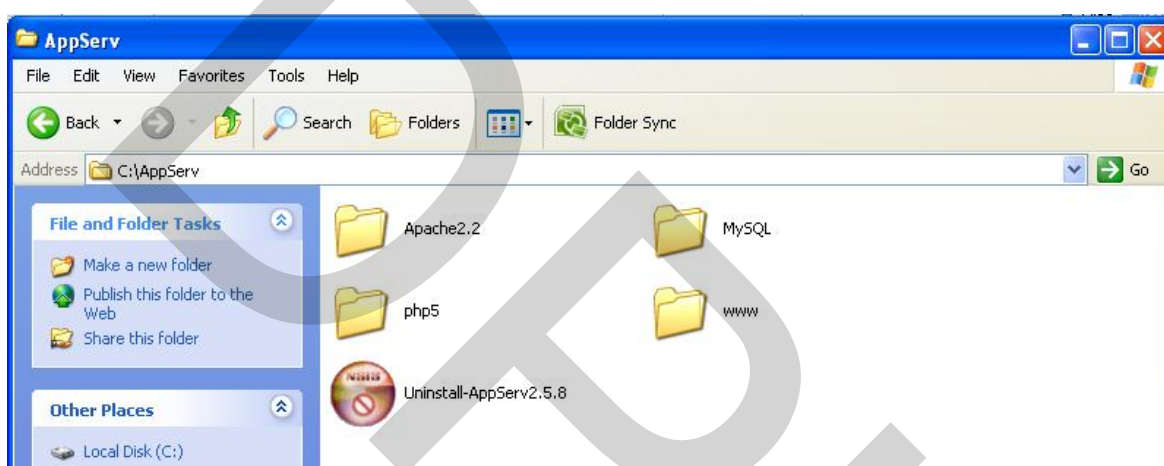 AppServ
File Edit View Favorites Tools Help
Back Search Folders Folder Sync
Address C:\AppServ Go
File and Folder Tasks
Make a new folder
Publish this folder to the
Web
Share this folder
Other Places
Local Disk (C:)
Apache2.2 MySQL
php5 www
NSIS
Uninstall-AppServ2.5.8